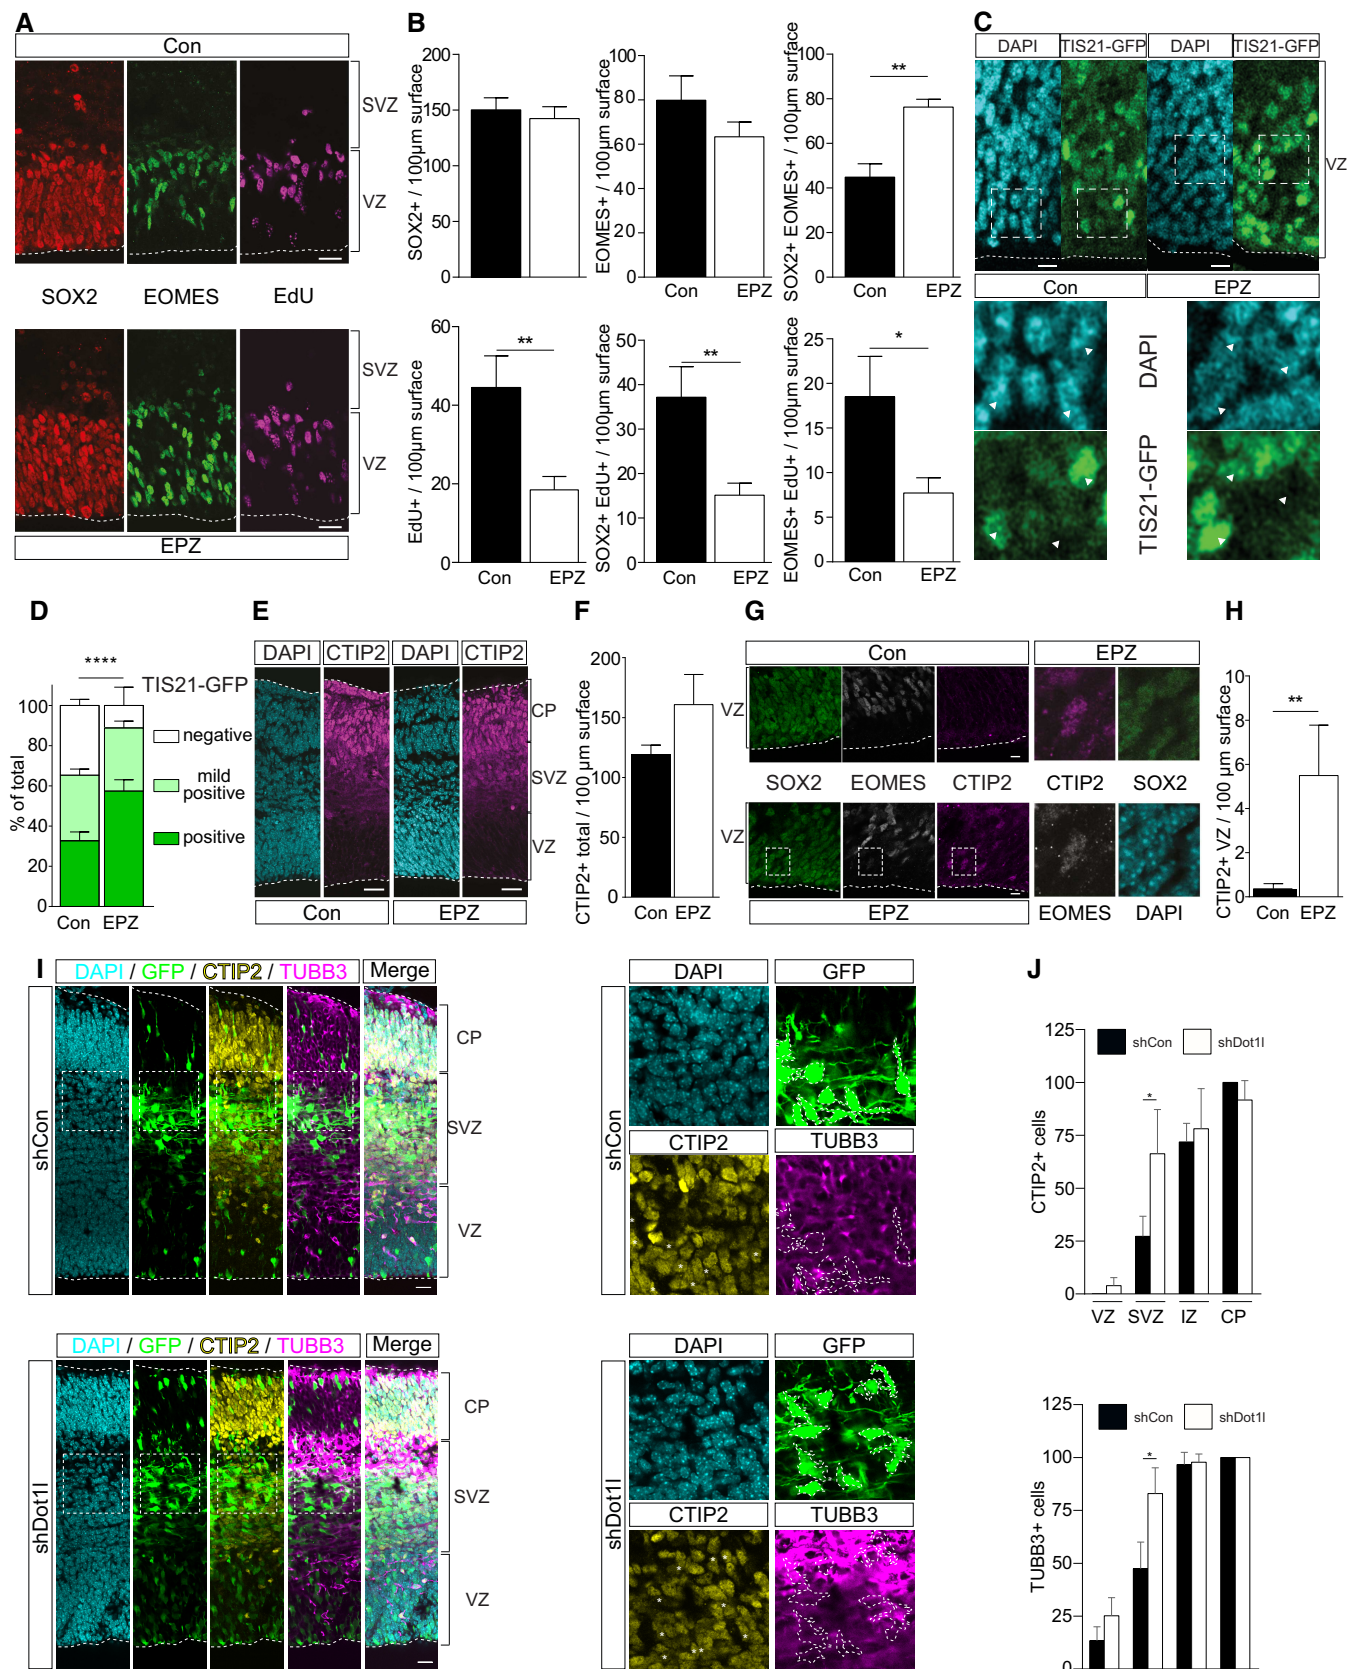 A
Con
SVZ
VZ
SOX2 EOMES EdU
SVZ
VZ
EPZ
B
200
150
100
50
0
SOX2+ / 100µm surface
100
80
60
40
20
0
EOMES+ / 100µm surface
Con EPZ
100
80
60
40
20
0
SOX2+ EOMES+ / 100µm surface
**
Con EPZ
60
40
20
0
EdU+ / 100µm surface
**
Con EPZ
50
40
30
20
10
0
SOX2+ EdU+ / 100µm surface
**
Con EPZ
25
20
15
10
5
0
EOMES+ EdU+ / 100µm surface
*
Con EPZ
C
DAPI TIS21-GFP DAPI TIS21-GFP
VZ
Con EPZ
DAPI
TIS21-GFP
D
****
TIS21-GFP
100
80
60
40
20
0
% of total
negative
mild
positive
positive
Con EPZ
E
DAPI CTIP2 DAPI CTIP2
CP
SVZ
VZ
Con EPZ
F
200
150
100
50
0
CTIP2+ total / 100 µm surface
Con EPZ
G
Con EPZ
VZ
SOX2 EOMES CTIP2 CTIP2 SOX2
VZ
EPZ EOMES DAPI
H
10
8
6
4
2
0
CTIP2+ VZ / 100 µm surface
**
Con EPZ
I
DAPI / GFP / CTIP2 / TUBB3 Merge
shCon
CP
SVZ
VZ
shCon
DAPI GFP
CTIP2 TUBB3
DAPI / GFP / CTIP2 / TUBB3 Merge
shDot1l
CP
SVZ
VZ
shDot1l
DAPI GFP
CTIP2 TUBB3
J
125
100
75
50
25
0
CTIP2+ cells
shCon shDot1l
*
VZ SVZ IZ CP
125
100
75
50
25
0
TUBB3+ cells
shCon shDot1l
*